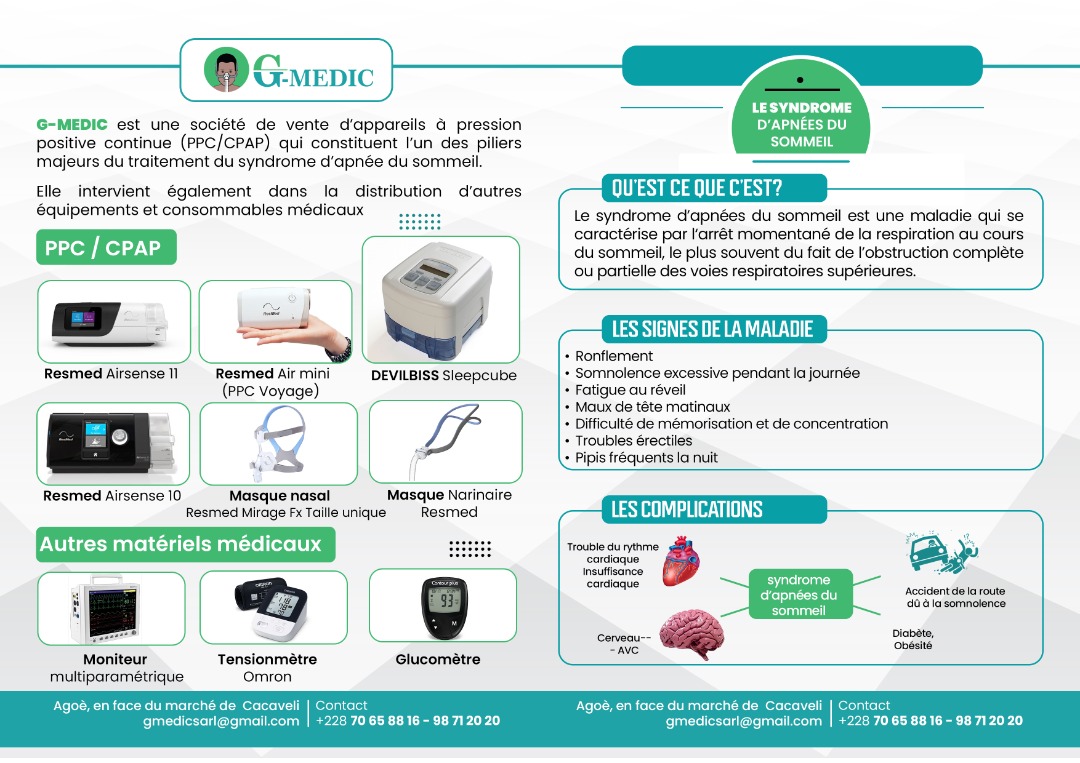 G-MEDIC
G-MEDIC est une société de vente d'appareils à pression
positive continue (PPC/CPAP) qui constituent l'un des piliers
majeurs du traitement du syndrome d'apnée du sommeil.
Elle intervient également dans la distribution d'autres
équipements et consommables médicaux
PPC / CPAP
Resmed Airsense 11
ResMed
Resmed Air mini
(PPC Voyage)
DEVILBISS Sleepcube
ResMed
Resmed Airsense 10
Masque nasal
Resmed Mirage Fx Taille unique
Masque Narinaire
Resmed
Autres matériels médicaux
Moniteur
multiparamétrique
OMRON
118
78
Tensionmètre
Omron
Contour plus
93
M
Glucomètre
Agoè, en face du marché de Cacaveli
gmedicsarl@gmail.com
Contact
+228 70 65 88 16 - 98 71 20 20
LE SYNDROME
D'APNÉES DU
SOMMEIL
QU'EST CE QUE C'EST?
Le syndrome d'apnées du sommeil est une maladie qui se
caractérise par l'arrêt momentané de la respiration au cours
du sommeil, le plus souvent du fait de l'obstruction complète
ou partielle des voies respiratoires supérieures.
LES SIGNES DE LA MALADIE
• Ronflement
• Somnolence excessive pendant la journée
• Fatigue au réveil
• Maux de tête matinaux
• Difficulté de mémorisation et de concentration
• Troubles érectiles
• Pipis fréquents la nuit
LES COMPLICATIONS
Trouble du rythme
cardiaque
Insuffisance
cardiaque
Cerveau--
- AVC
syndrome
d'apnées du
sommeil
Accident de la route
dû à la somnolence
Diabète,
Obésité
Agoè, en face du marché de Cacaveli
gmedicsarl@gmail.com
Contact
+228 70 65 88 16 - 98 71 20 20